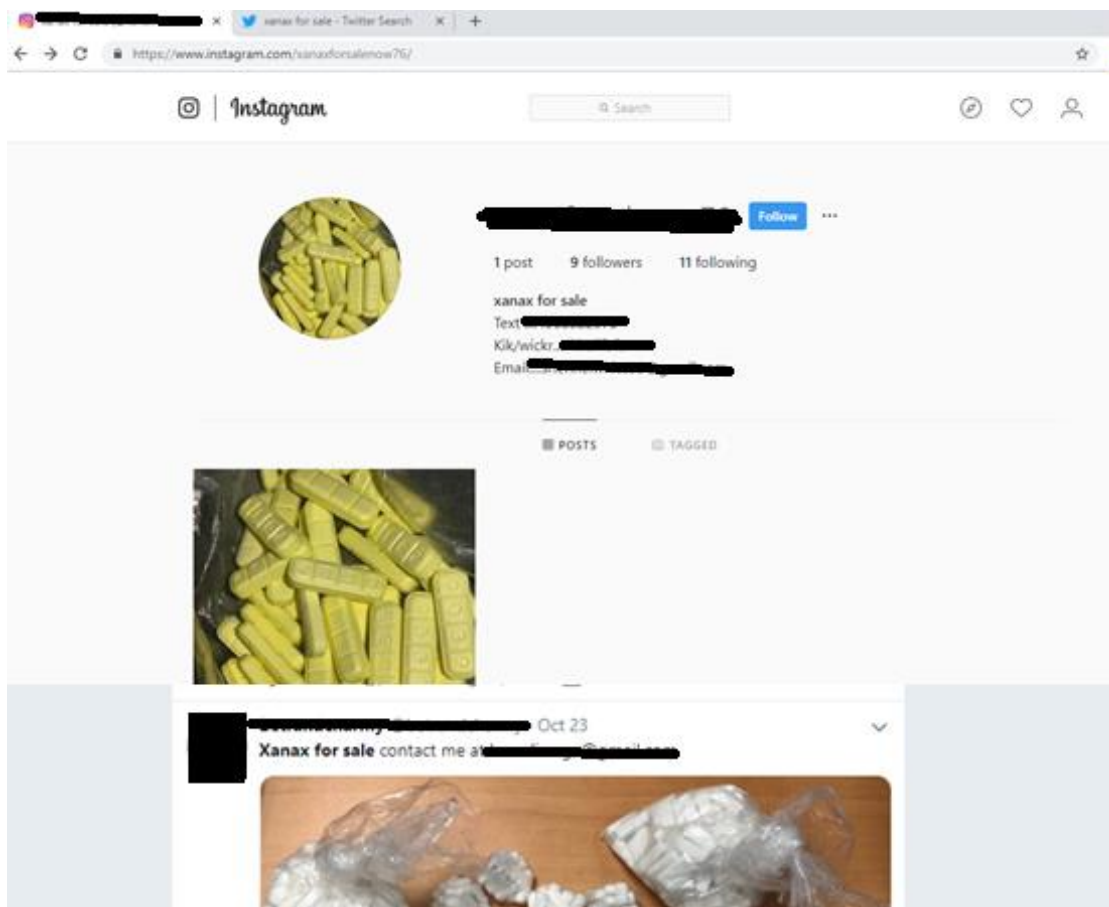 xanax for sale - Twitter Search
https://www.instagram.com/
Instagram
Search
Follow
1 post 9 followers 11 following
xanax for sale
Text
Kik/wickr..
Email...
POSTS TAGGED
Oct 23
Xanax for sale contact me at